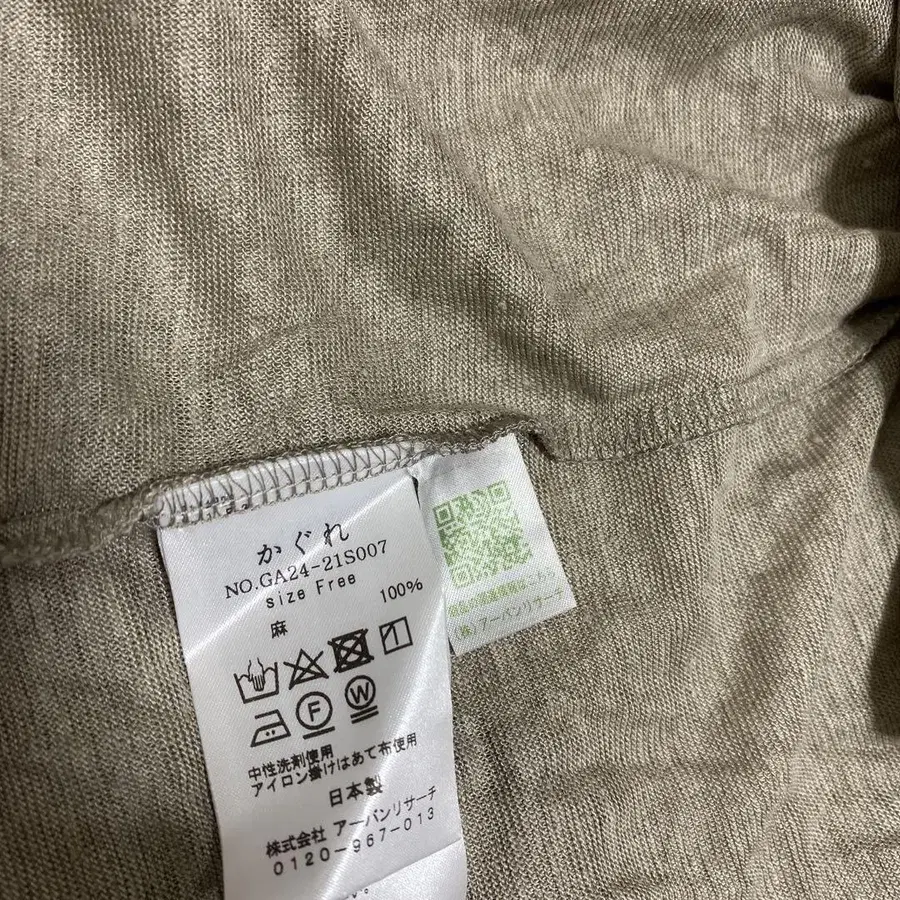 かぐれ
NO.GA24-21S007
size Free
麻 100%
F W
中性洗剤使用
アイロン掛けはあて布使用
日本製
株式会社 アーバンリサーチ
0120-967-013
(株)アーバンリサーチ